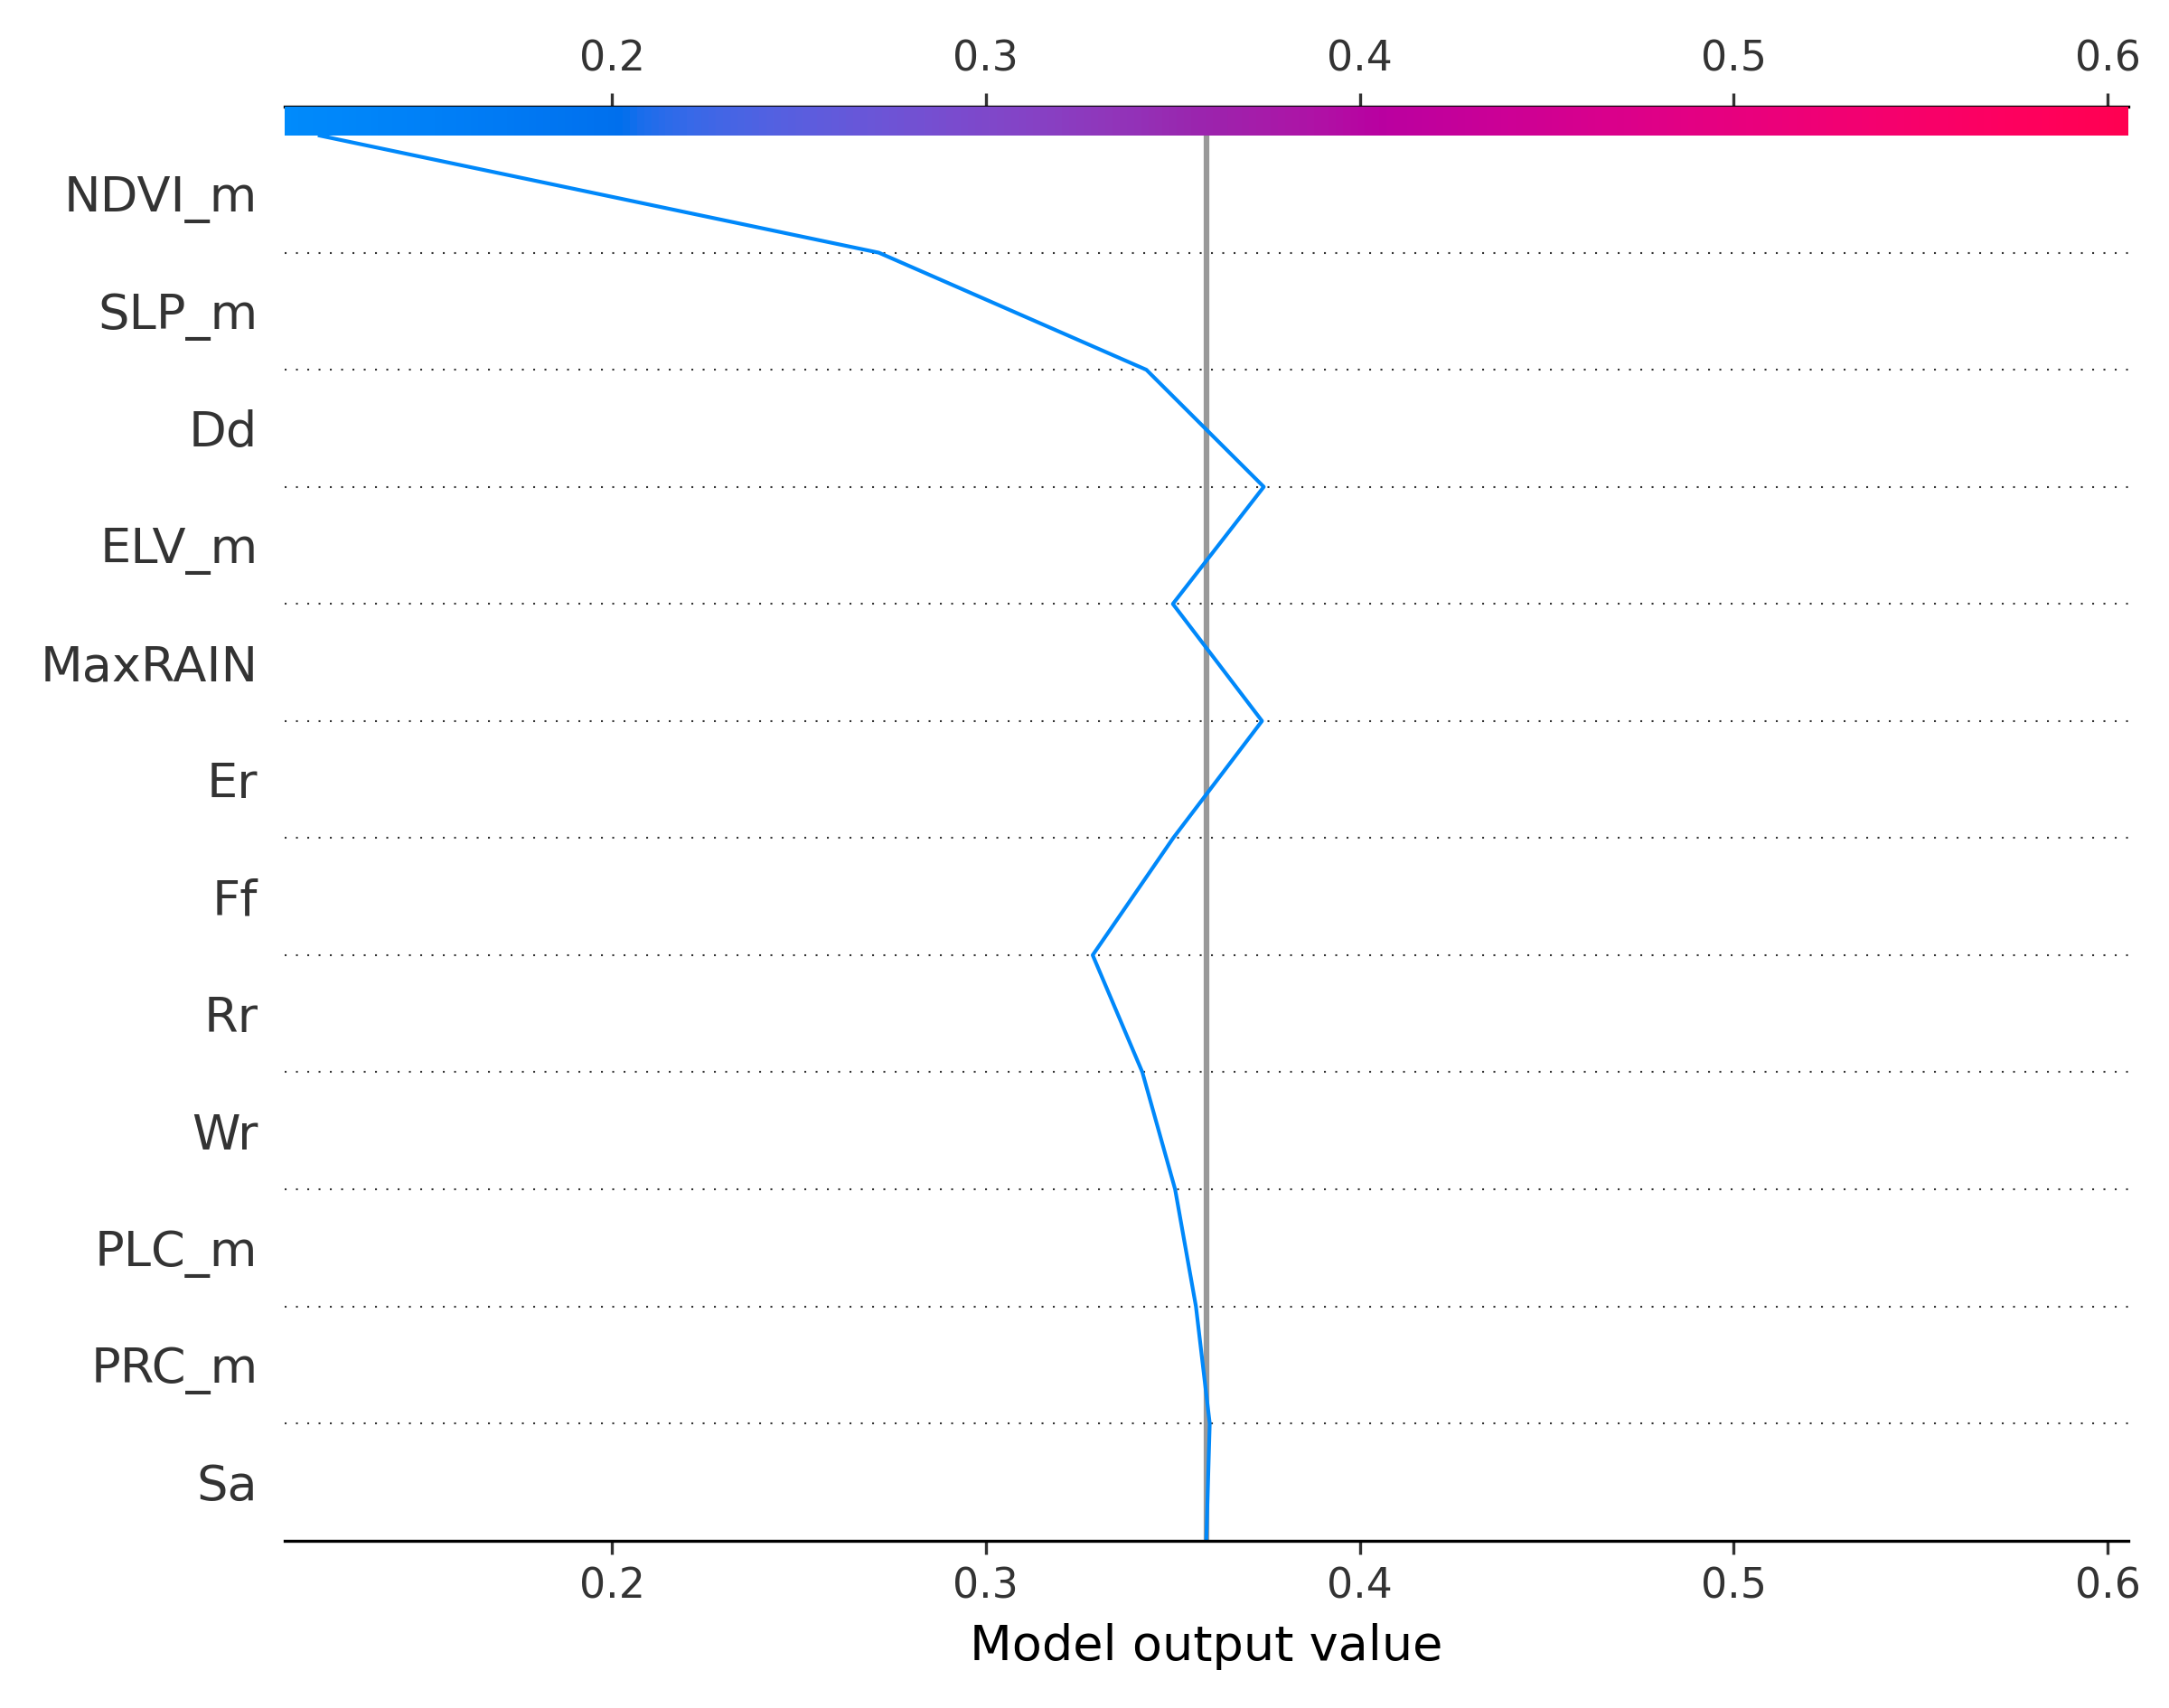 0.2 0.3 0.4 0.5 0.6
NDVI_m
SLP_m
Dd
ELV_m
MaxRAIN
Er
Ff
Rr
Wr
PLC_m
PRC_m
Sa
0.2 0.3 0.4 0.5 0.6
Model output value